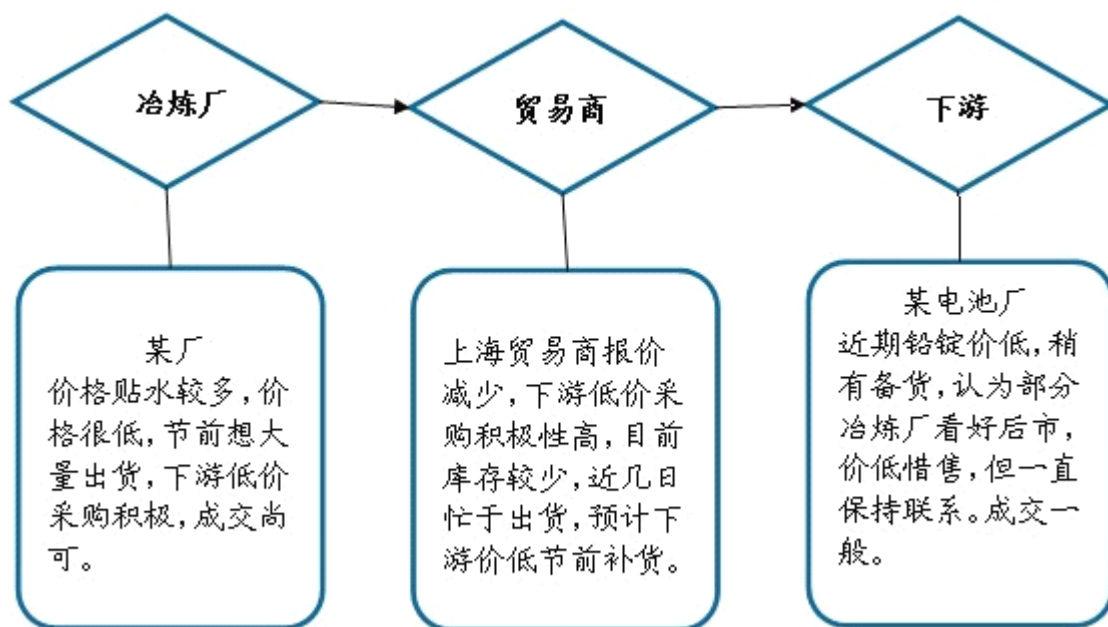 冶炼厂
贸易商
下游
某厂
价格贴水较多，价
格很低，节前想大
量出货，下游低价
采购积极，成交尚
可。
上海贸易商报价
减少，下游低价采
购积极性高，目前
库存较少，近几日
忙于出货，预计下
游价低节前补货。
某电池厂
近期铅锭价低，稍
有备货，认为部分
冶炼厂看好后市，
价低惜售，但一直
保持联系。成交一
般。